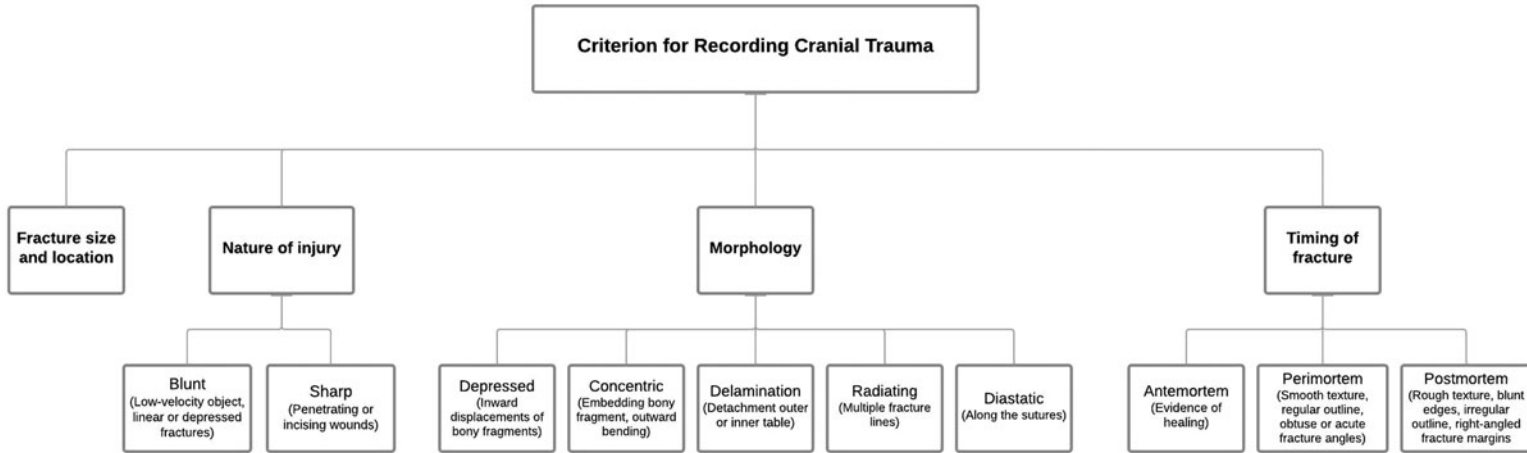 Criterion for Recording Cranial Trauma
Fracture size
and location
Nature of injury
Morphology
Timing of
fracture
Blunt
(Low-velocity object,
linear or depressed
fractures)
Sharp
(Penetrating or
incising wounds)
Depressed
(Inward
displacements of
bony fragments)
Concentric
(Embedding bony
fragment, outward
bending)
Delamination
(Detachment outer
or inner table)
Radiating
(Multiple fracture
lines)
Diastatic
(Along the sutures)
Antemortem
(Evidence of
healing)
Perimortem
(Smooth texture,
regular outline,
obtuse or acute
fracture angles)
Postmortem
(Rough texture, blunt
edges, irregular
outline, right-angled
fracture margins